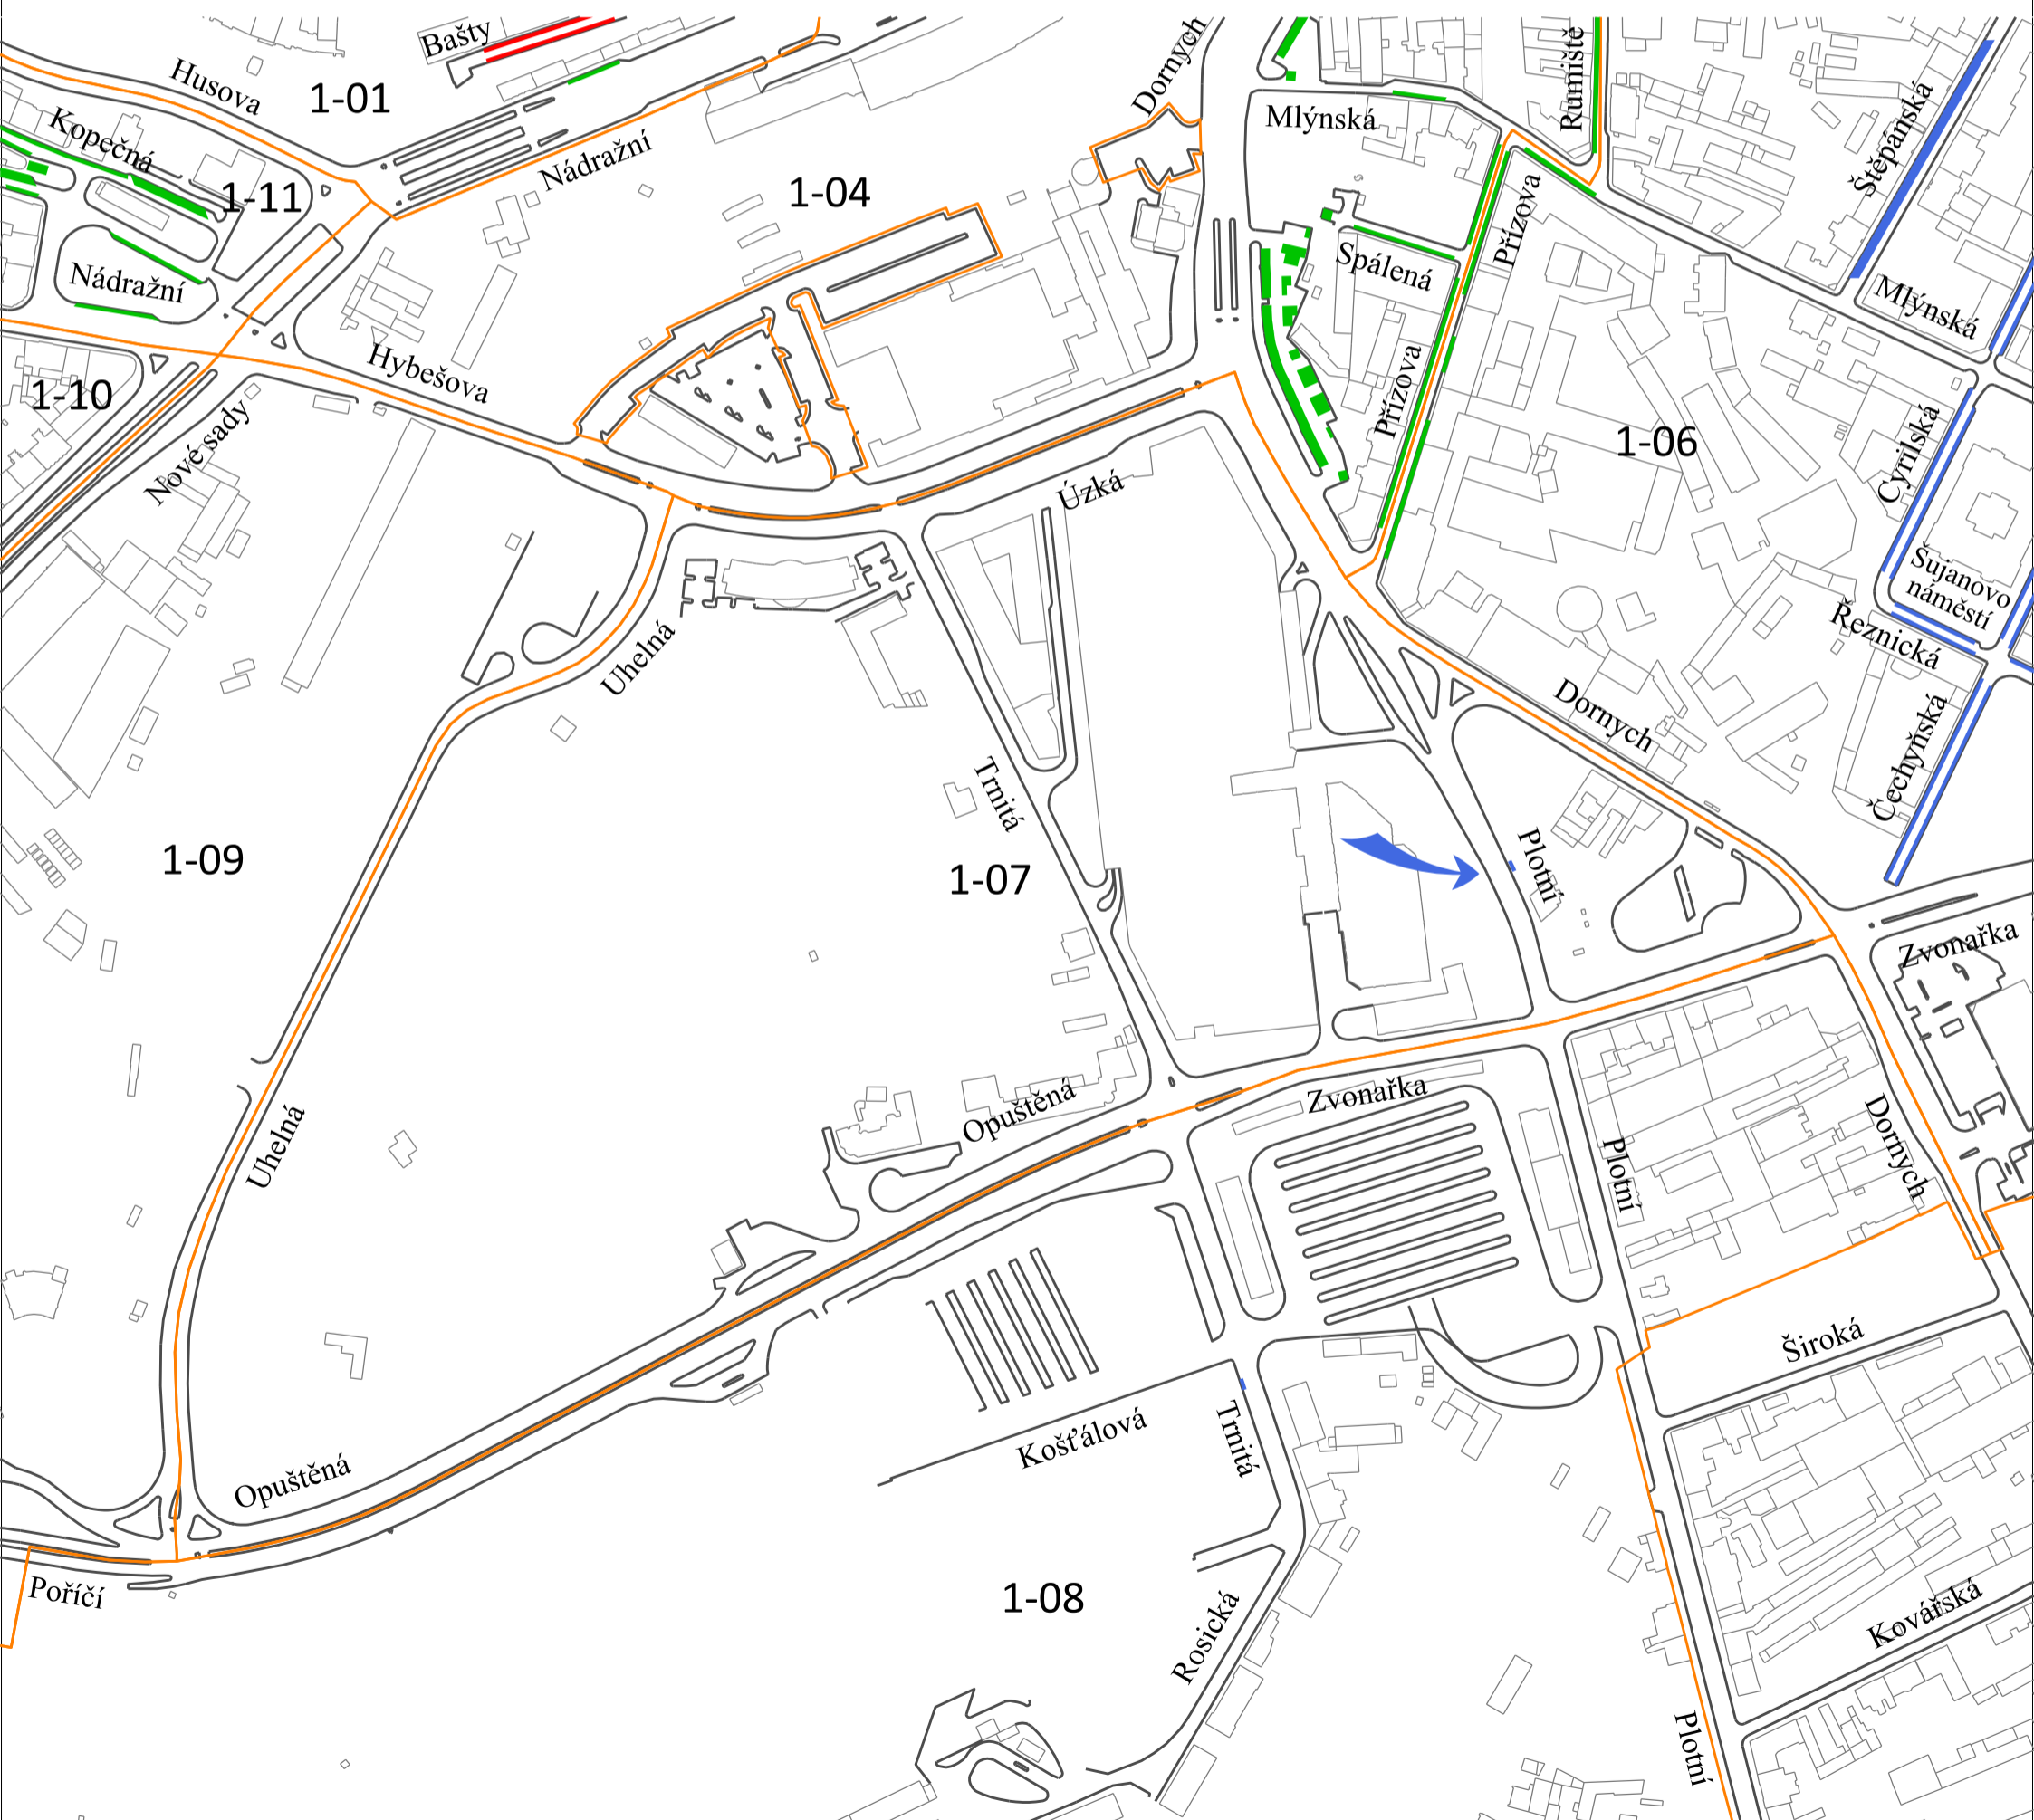 Bašty
Husova
1-01
Dornych
Rumiště
Mlýnská
Štěpánská
Kopečná
1-11
Nádražní
1-04
Přízova
Spálená
Nádražní
Mlýnská
Hybešova
1-10
Přízova
1-06
Cyrilská
Nové sady
Úzká
Šujanovo
náměstí
Řeznická
Uhelná
Dornych
Čechyňská
Trnitá
Plotní
1-09
1-07
Zvonařka
Opuštěná
Zvonařka
Uhelná
Plotní
Dornych
Široká
Košťálová
Trnitá
Opuštěná
Poříčí
1-08
Rosická
Kovářská
Plotní